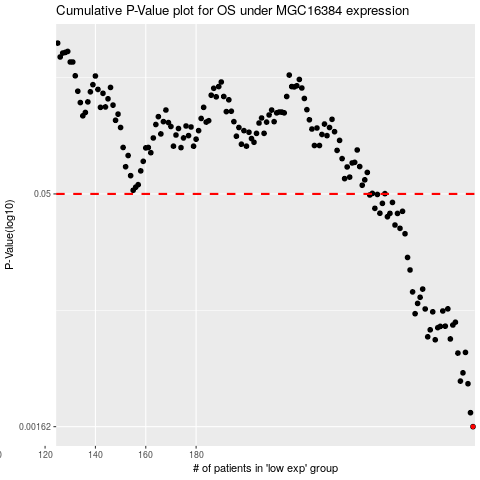 Cumulative P-Value plot for OS under MGC16384 expression
P-Value(log10)
0.05
0.00162
0
120
140
160
180
# of patients in 'low exp' group